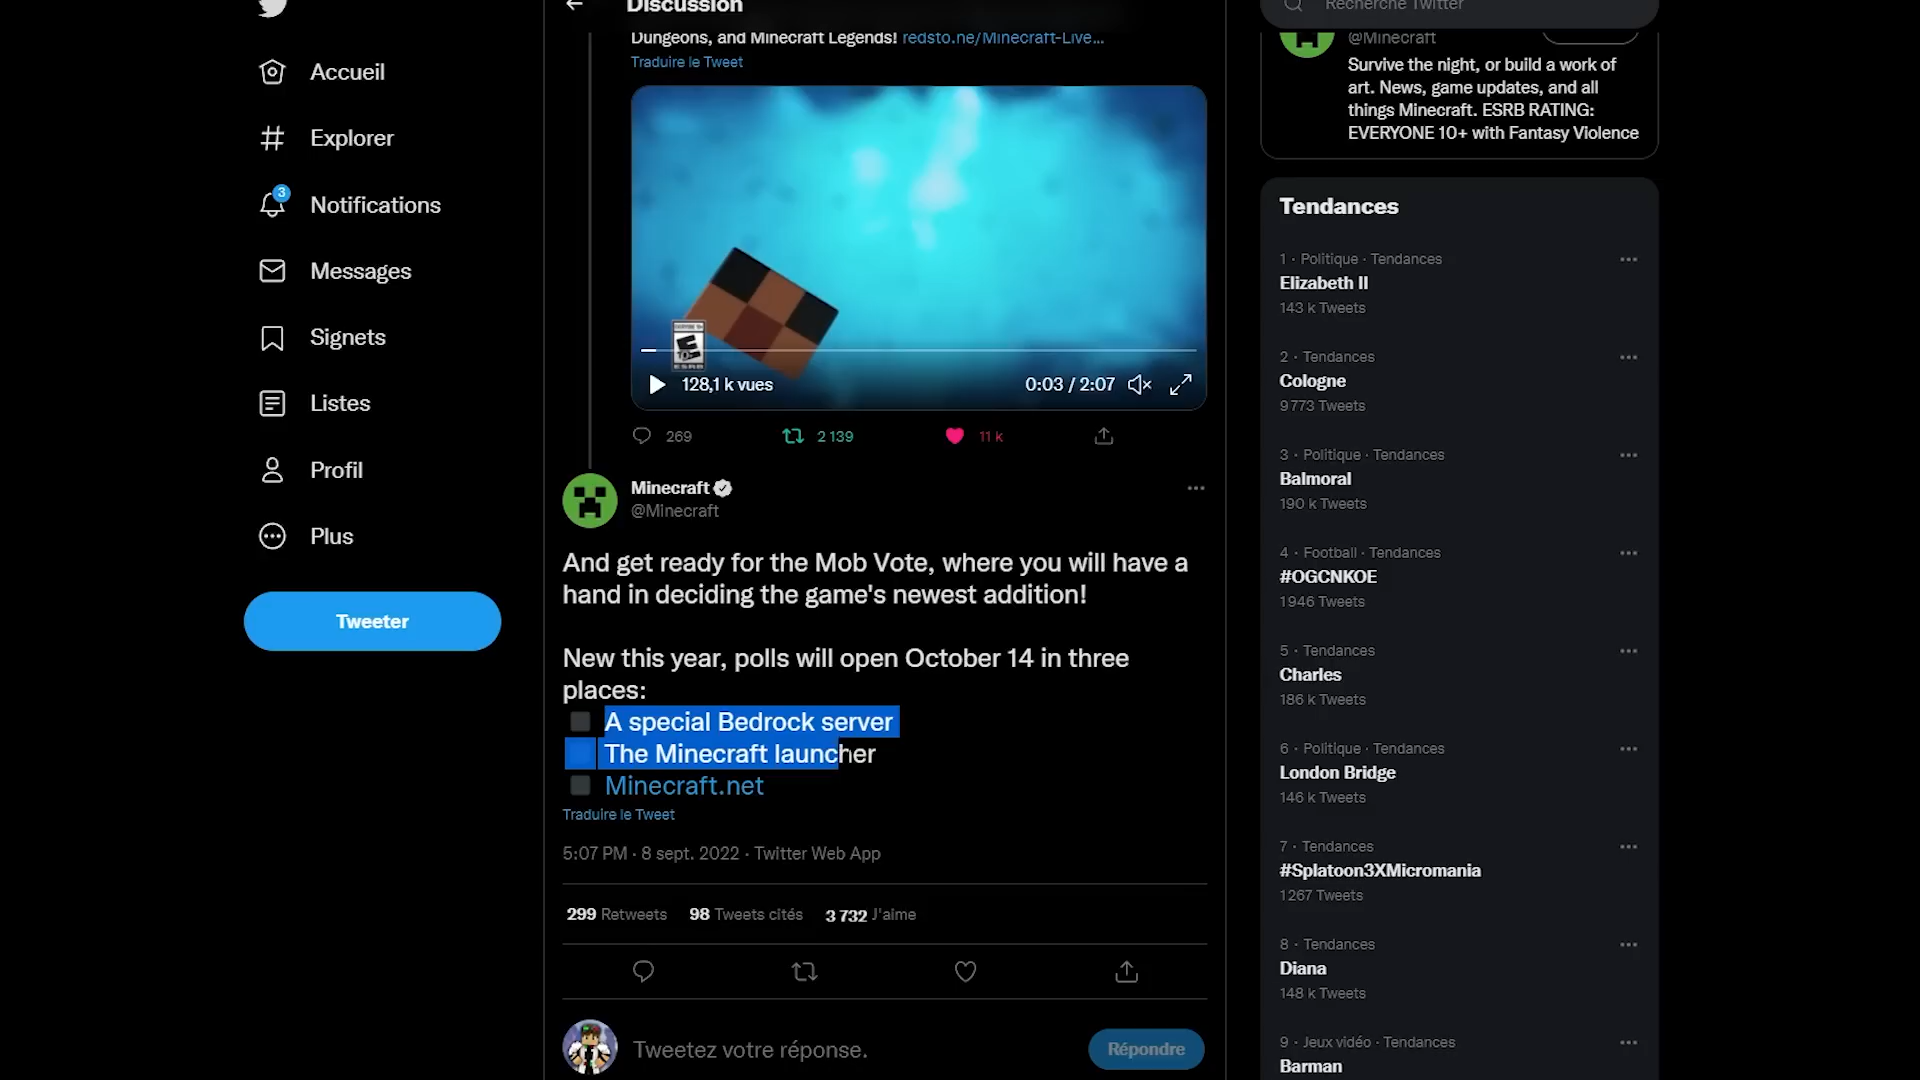 Accueil
Explorer
3
Notifications
Messages
Signets
Listes
Profil
Plus
Tweeter
Discussion
Dungeons, and Minecraft Legends! redsto.ne/Minecraft-Live...
Traduire le Tweet
EVERYONE 10+
E
10+
ESRB
128,1 k vues
0:03 / 2:07
269
2 139
11 k
Minecraft
@Minecraft
And get ready for the Mob Vote, where you will have a
hand in deciding the game's newest addition!
New this year, polls will open October 14 in three
places:
A special Bedrock server
The Minecraft launcher
Minecraft.net
Traduire le Tweet
5:07 PM · 8 sept. 2022 · Twitter Web App
299 Retweets 98 Tweets cités 3 732 J'aime
Tweetez votre réponse.
Répondre
Recherche Twitter
@Minecraft
Survive the night, or build a work of
art. News, game updates, and all
things Minecraft. ESRB RATING:
EVERYONE 10+ with Fantasy Violence
Tendances
1 · Politique · Tendances
Elizabeth II
143 k Tweets
2 · Tendances
Cologne
9 773 Tweets
3 · Politique · Tendances
Balmoral
190 k Tweets
4 · Football · Tendances
#OGCNKOE
1 946 Tweets
5 · Tendances
Charles
186 k Tweets
6 · Politique · Tendances
London Bridge
146 k Tweets
7 · Tendances
#Splatoon3XMicromania
1 267 Tweets
8 · Tendances
Diana
148 k Tweets
9 · Jeux vidéo · Tendances
Barman